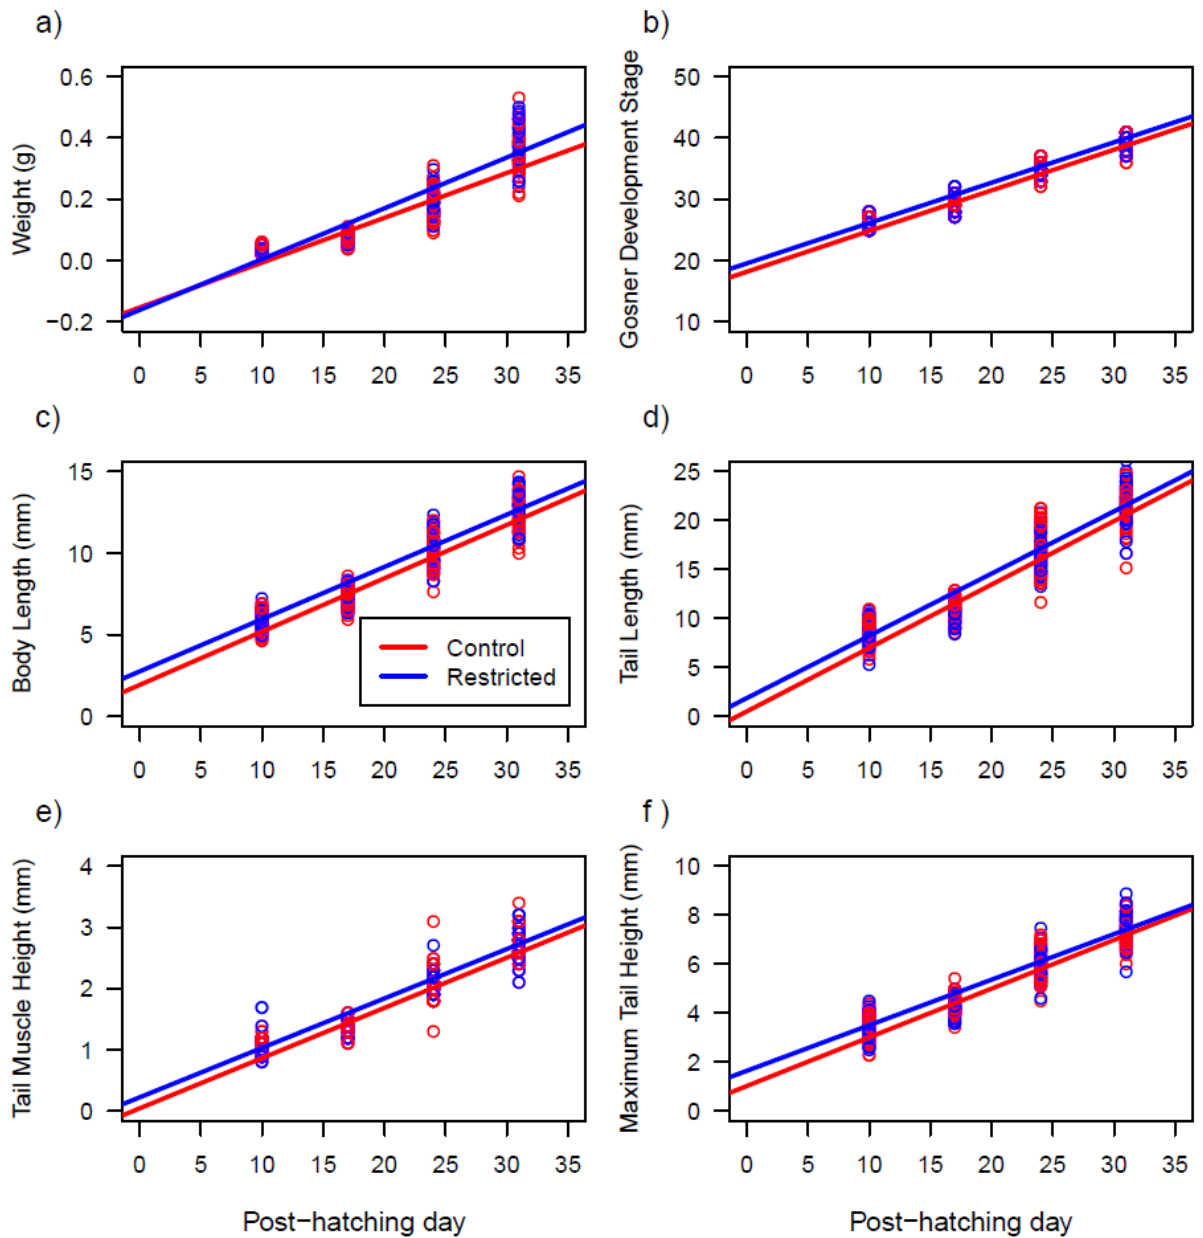 a)
Weight (g)
0.6
0.4
0.2
0.0
−0.2
0 5 10 15 20 25 30 35
b)
Gosner Development Stage
50
40
30
20
10
0 5 10 15 20 25 30 35
c)
Body Length (mm)
15
10
5
0
Control
Restricted
0 5 10 15 20 25 30 35
d)
Tail Length (mm)
25
20
15
10
5
0
0 5 10 15 20 25 30 35
e)
Tail Muscle Height (mm)
4
3
2
1
0
0 5 10 15 20 25 30 35
Post−hatching day
f )
Maximum Tail Height (mm)
10
8
6
4
2
0
0 5 10 15 20 25 30 35
Post−hatching day